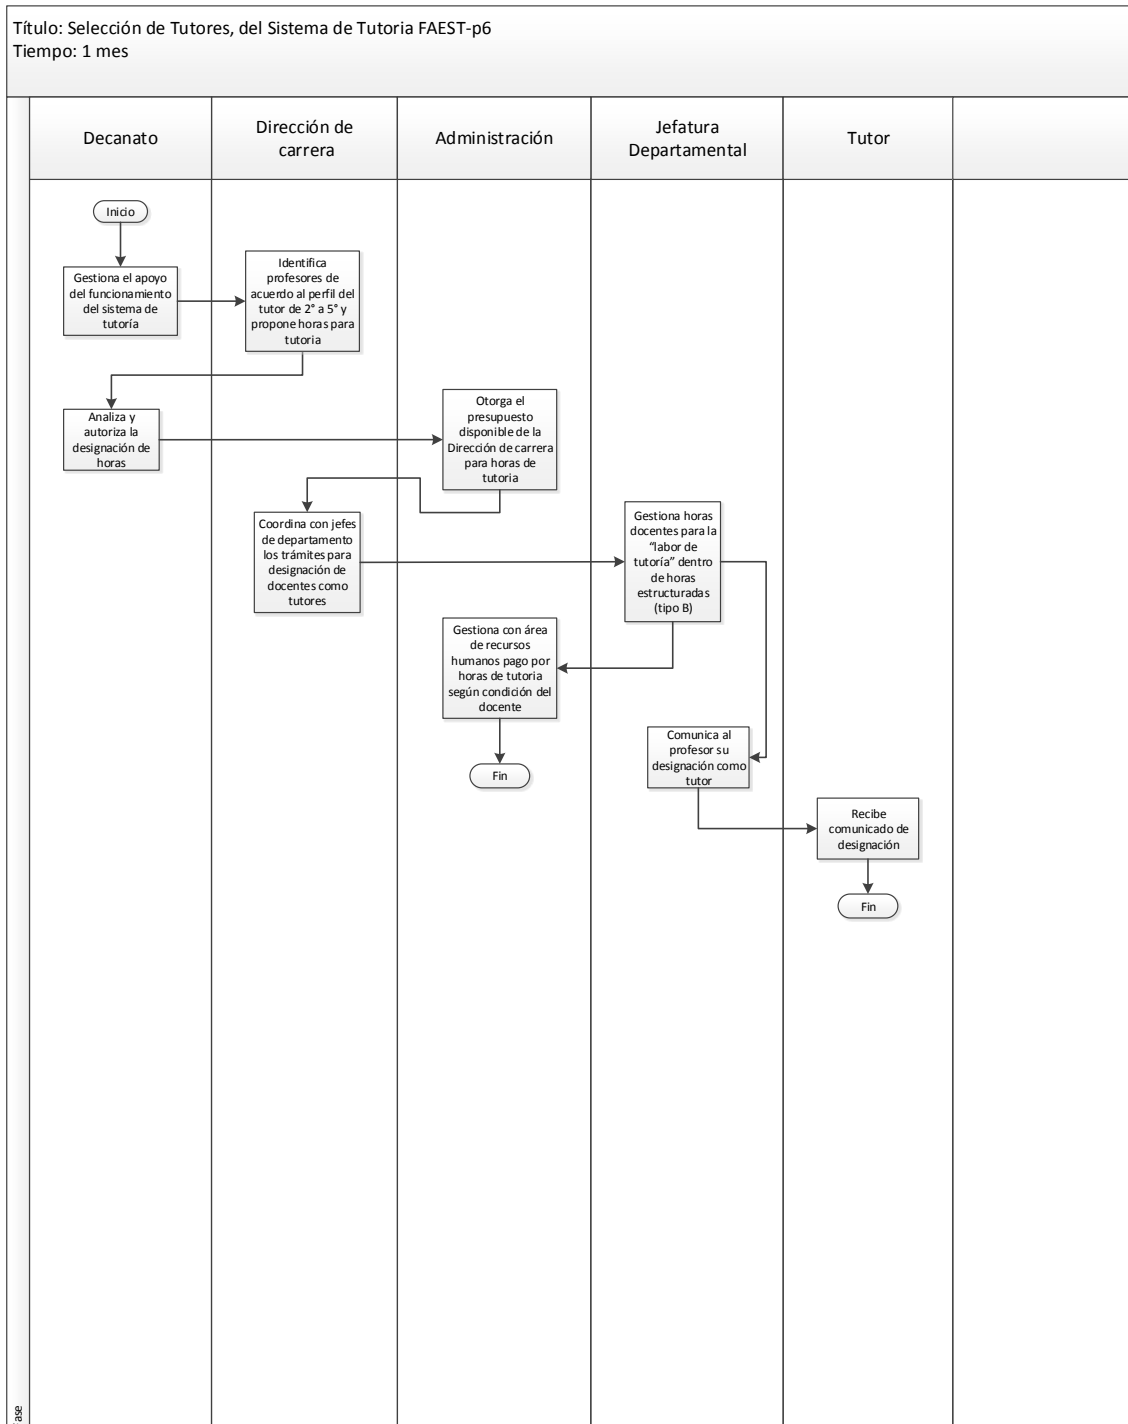 Título: Selección de Tutores, del Sistema de Tutoria FAEST-p6
Tiempo: 1 mes
Decanato
Dirección de
carrera
Administración
Jefatura
Departamental
Tutor
Inicio
Gestiona el apoyo
del funcionamiento
del sistema de
tutoría
Identifica
profesores de
acuerdo al perfil del
tutor de 2° a 5° y
propone horas para
tutoria
Analiza y
autoriza la
designación de
horas
Otorga el
presupuesto
disponible de la
Dirección de carrera
para horas de
tutoria
Coordina con jefes
de departamento
los trámites para
designación de
docentes como
tutores
Gestiona horas
docentes para la
“labor de
tutoría” dentro
de horas
estructuradas
(tipo B)
Gestiona con área
de recursos
humanos pago por
horas de tutoria
según condición del
docente
Fin
Comunica al
profesor su
designación como
tutor
Recibe
comunicado de
designación
Fin